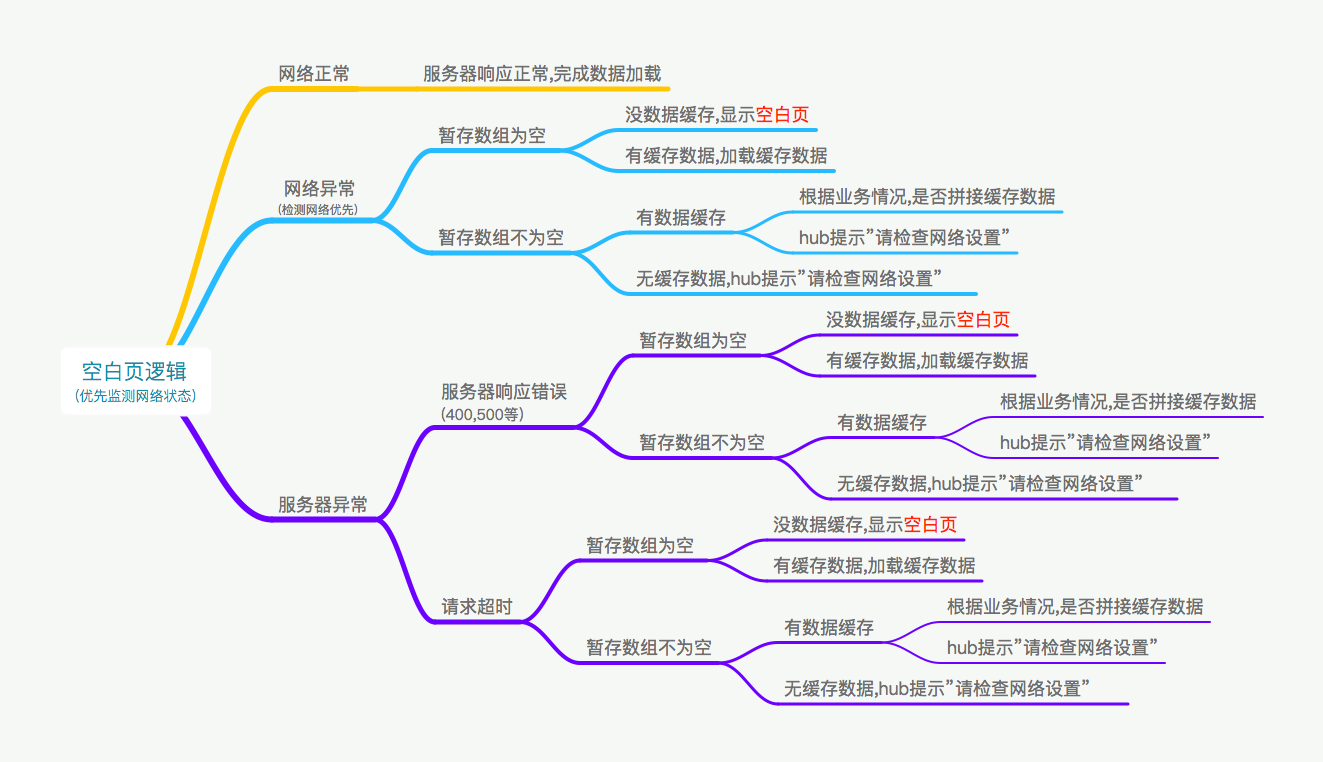 网络正常
服务器响应正常,完成数据加载
没数据缓存,显示空白页
暂存数组为空
有缓存数据,加载缓存数据
网络异常
(检测网络优先)
根据业务情况,是否拼接缓存数据
有数据缓存
暂存数组不为空
hub提示”请检查网络设置”
无缓存数据,hub提示”请检查网络设置”
没数据缓存,显示空白页
暂存数组为空
有缓存数据,加载缓存数据
空白页逻辑
(优先监测网络状态)
服务器响应错误
(400,500等)
根据业务情况,是否拼接缓存数据
有数据缓存
暂存数组不为空
hub提示”请检查网络设置”
无缓存数据,hub提示”请检查网络设置”
服务器异常
没数据缓存,显示空白页
暂存数组为空
有缓存数据,加载缓存数据
请求超时
根据业务情况,是否拼接缓存数据
有数据缓存
暂存数组不为空
hub提示”请检查网络设置”
无缓存数据,hub提示”请检查网络设置”